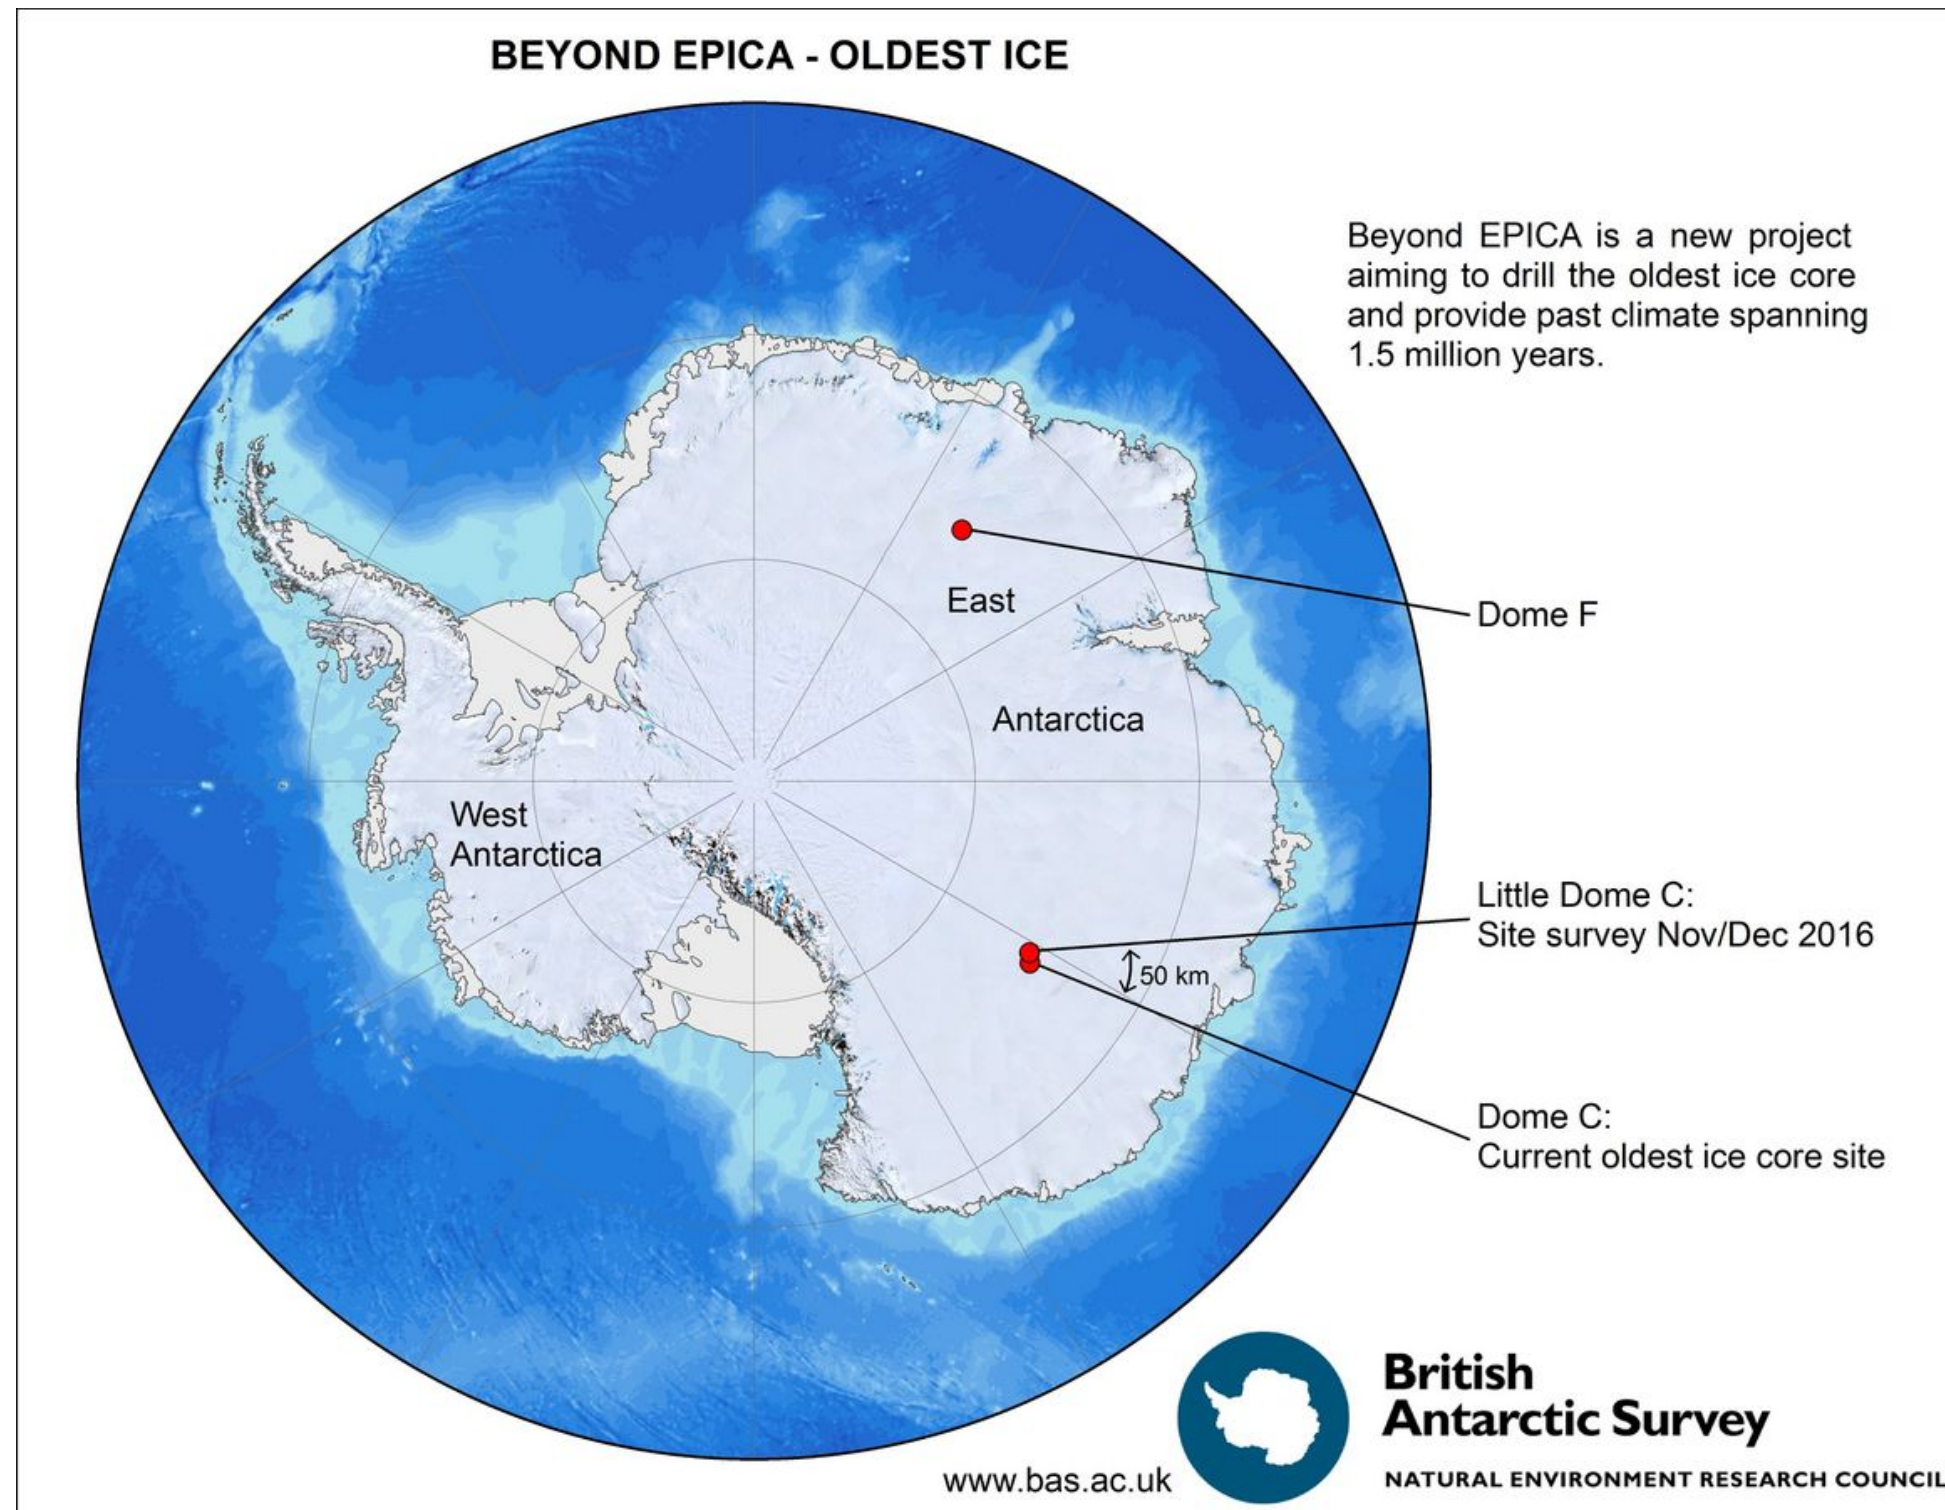 BEYOND EPICA - OLDEST ICE
Beyond EPICA is a new project
aiming to drill the oldest ice core
and provide past climate spanning
1.5 million years.
Dome F
East
Antarctica
West
Antarctica
Little Dome C:
Site survey Nov/Dec 2016
50 km
Dome C:
Current oldest ice core site
www.bas.ac.uk
British
Antarctic Survey
NATURAL ENVIRONMENT RESEARCH COUNCIL